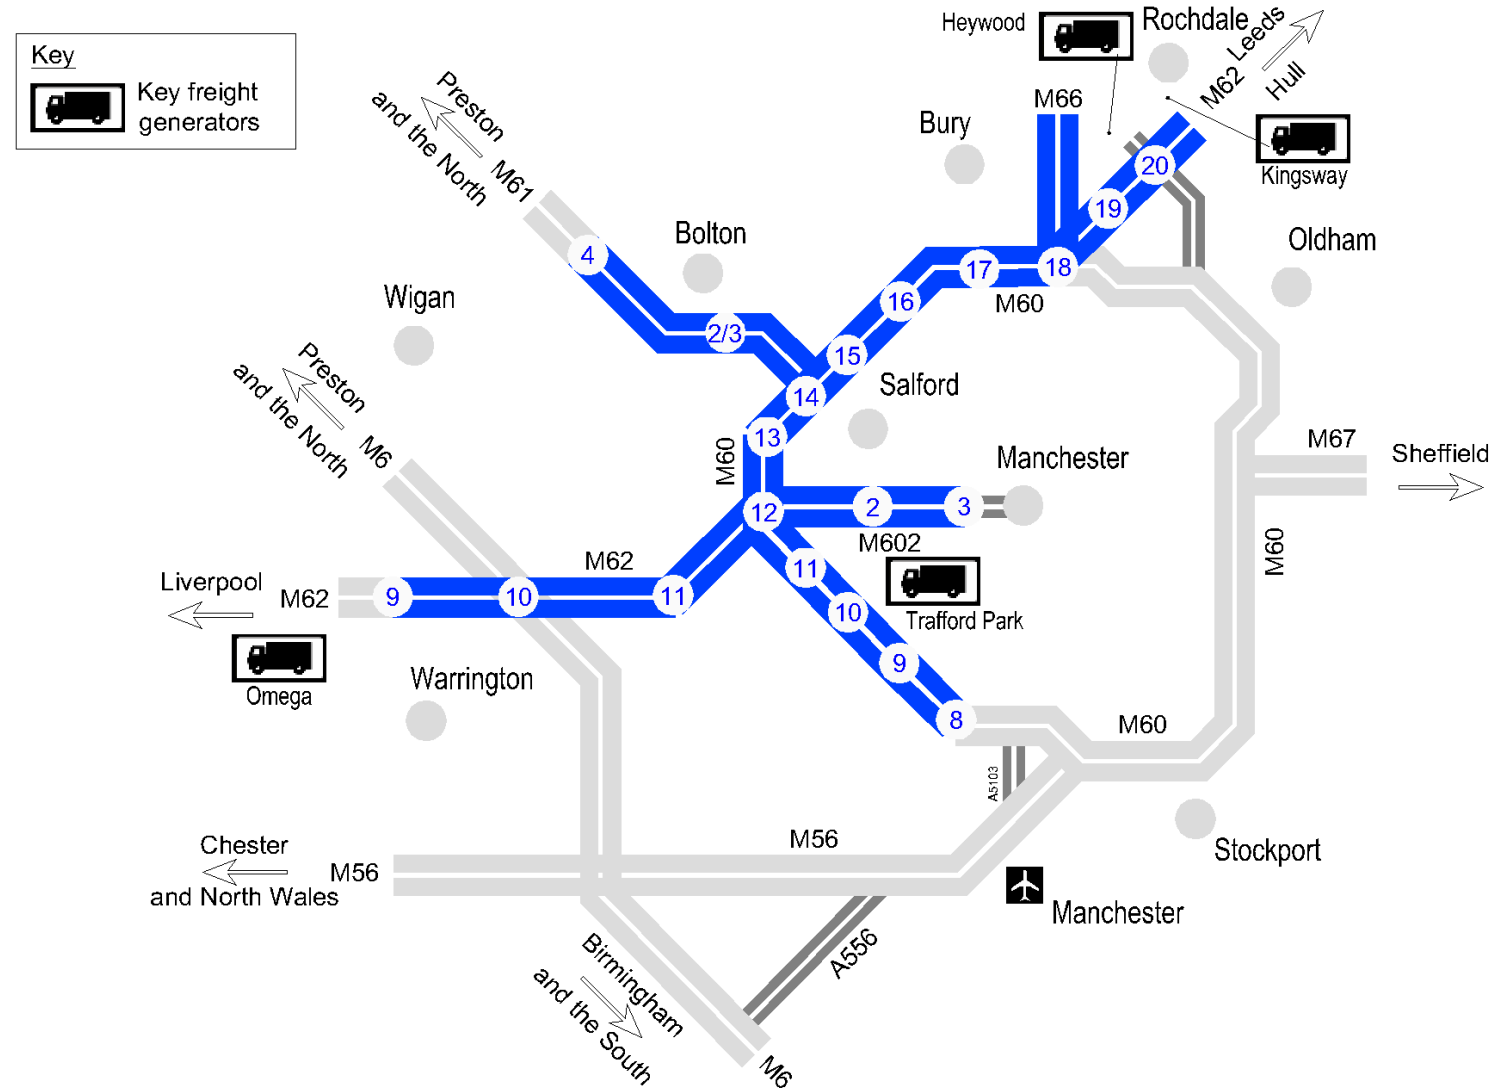 Key
Key freight
generators
Heywood
Rochdale
M62 Leeds
Hull
Kingsway
M66
Bury
20
19
18
17
16
15
14
13
12
M60
Oldham
Preston
and the North
M61
4
Bolton
2/3
Wigan
Salford
Preston
and the North
M6
M60
Manchester
2
3
M602
M67
Sheffield
M60
Liverpool
M62
9
10
M62
11
Omega
Warrington
11
10
9
8
Trafford Park
M60
A5103
Stockport
Chester
and North Wales
M56
M56
Manchester
A556
Birmingham
and the South
M6